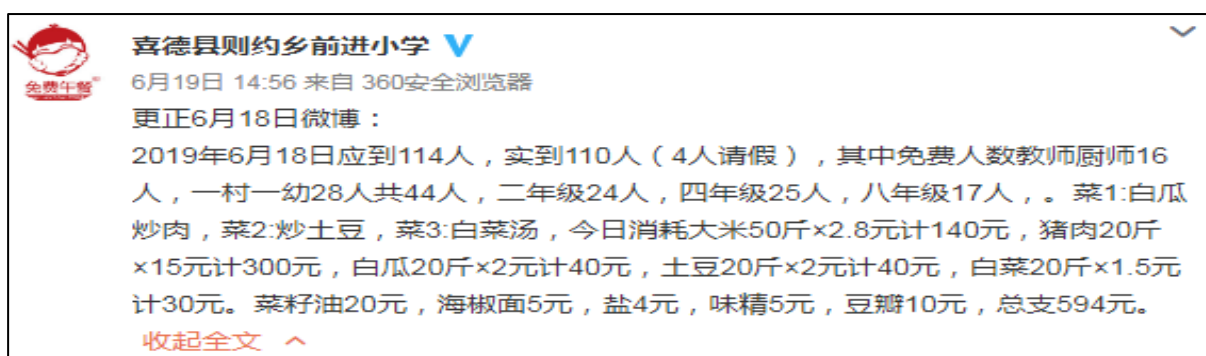 喜德县则约乡前进小学
免费午餐
6月19日 14:56 来自 360安全浏览器
更正6月18日微博：
2019年6月18日应到114人，实到110人（4人请假），其中免费人数教师厨师16
人，一村一幼28人共44人，二年级24人，四年级25人，八年级17人，。菜1:白瓜
炒肉，菜2:炒土豆，菜3:白菜汤，今日消耗大米50斤×2.8元计140元，猪肉20斤
×15元计300元，白瓜20斤×2元计40元，土豆20斤×2元计40元，白菜20斤×1.5元
计30元。菜籽油20元，海椒面5元，盐4元，味精5元，豆瓣10元，总支594元。
收起全文